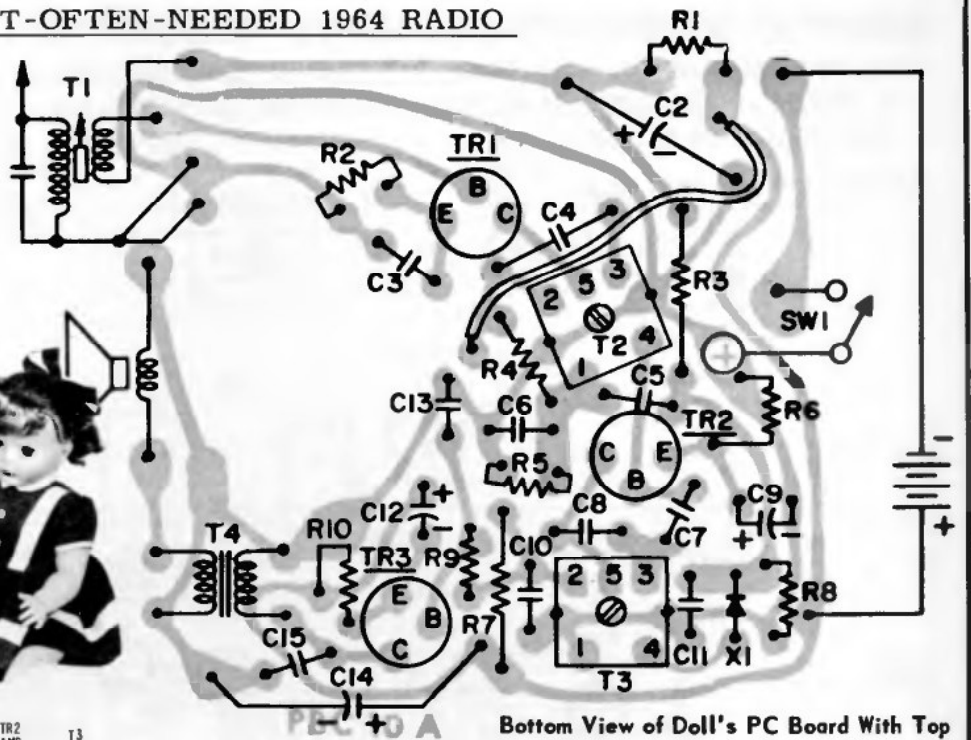 T-OFTEN-NEEDED 1964 RADIO
R1
T1
C2
+
-
R2
TR1
B
E
C
C4
C3
3
5
2
R3
T2
4
1
SW1
+
R4
C5
C13
C6
TR2
R6
C
E
B
R5
-
+
C8
C7
C9
+
-
C12
+
-
R10
TR3
R9
C10
T4
E
B
C
R7
2
5
3
1
4
C11
X1
R8
T3
C15
C14
-
+
Bottom View of Doll's PC Board With Top
TR2
T3